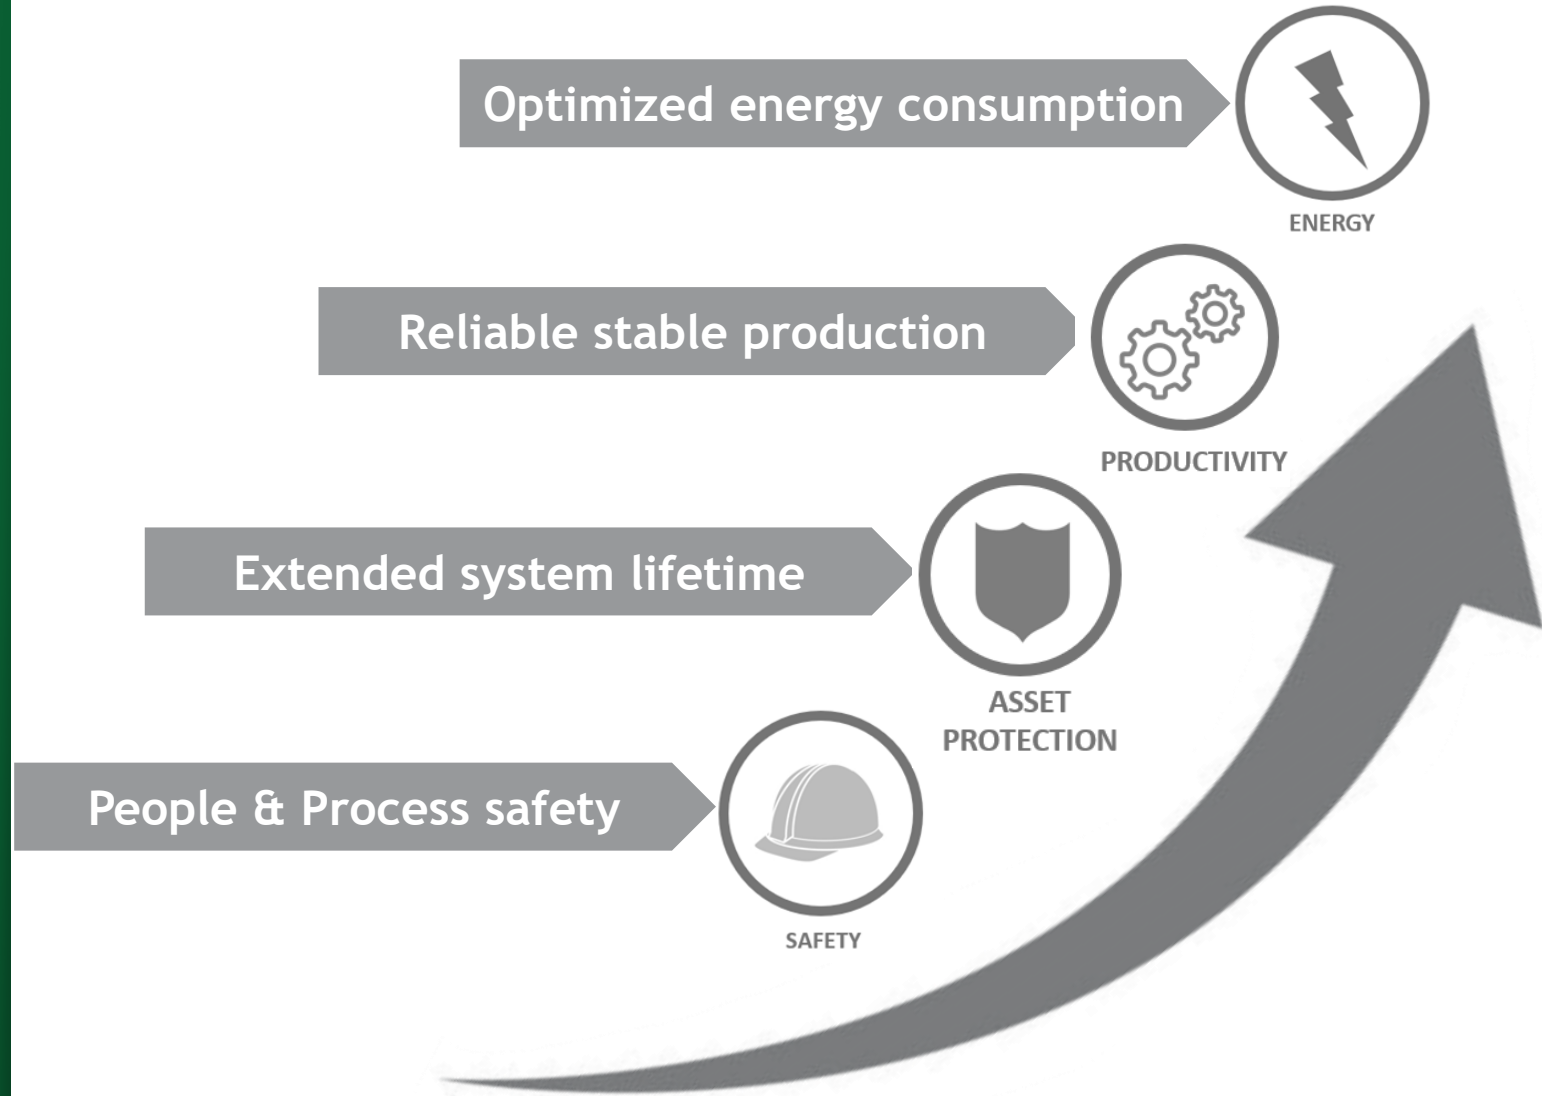 Optimized energy consumption
ENERGY
Reliable stable production
PRODUCTIVITY
Extended system lifetime
ASSET
PROTECTION
People & Process safety
SAFETY